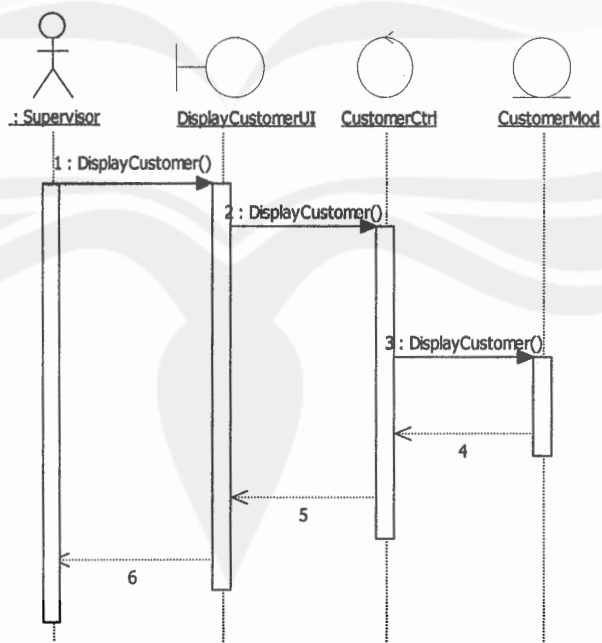 : Supervisor
DisplayCustomerUI
CustomerCtrl
CustomerMod
1 : DisplayCustomer()
2 : DisplayCustomer()
3 : DisplayCustomer()
4
5
6